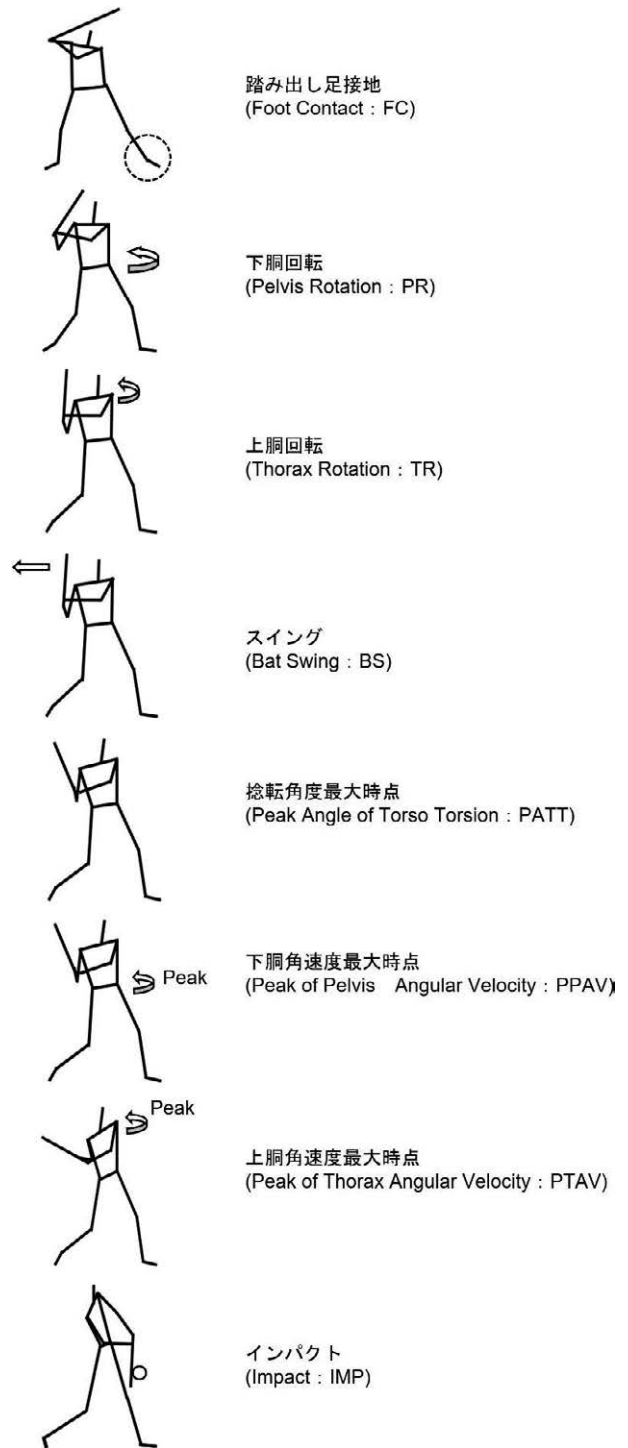 踏み出し足接地
(Foot Contact : FC)
下胴回転
(Pelvis Rotation : PR)
上胴回転
(Thorax Rotation : TR)
スイング
(Bat Swing : BS)
捻転角度最大時点
(Peak Angle of Torso Torsion : PATT)
Peak
下胴角速度最大時点
(Peak of Pelvis Angular Velocity : PPAV)
Peak
上胴角速度最大時点
(Peak of Thorax Angular Velocity : PTAV)
インパクト
(Impact : IMP)